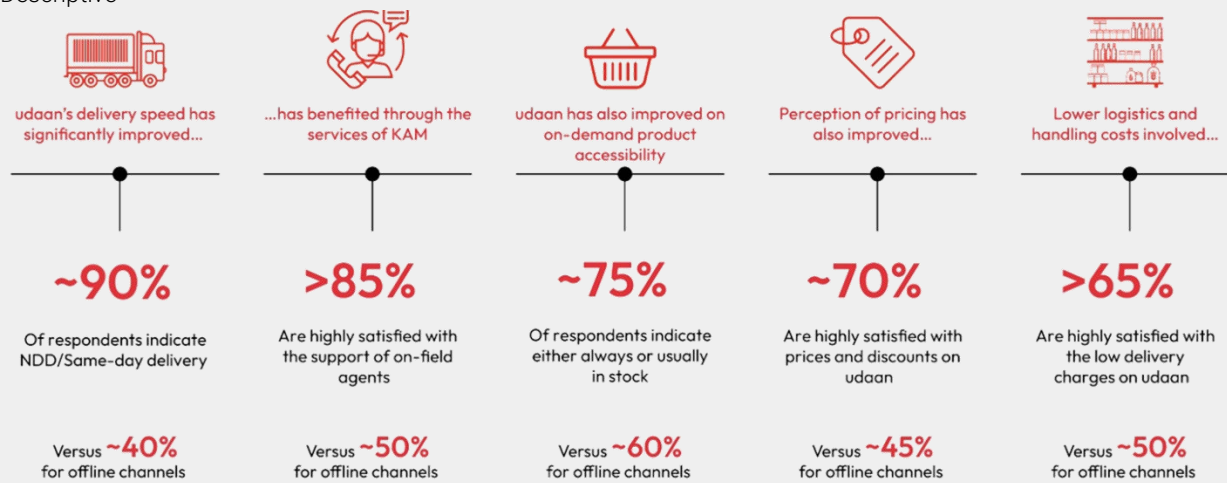 Descriptive
udaan's delivery speed has
significantly improved...
...has benefited through the
services of KAM
udaan has also improved on
on-demand product
accessibility
Perception of pricing has
also improved...
Lower logistics and
handling costs involved...
~90%
Of respondents indicate
NDD/Same-day delivery
Versus ~40%
for offline channels
>85%
Are highly satisfied with
the support of on-field
agents
Versus ~50%
for offline channels
~75%
Of respondents indicate
either always or usually
in stock
Versus ~60%
for offline channels
~70%
Are highly satisfied with
prices and discounts on
udaan
Versus ~45%
for offline channels
>65%
Are highly satisfied with
the low delivery
charges on udaan
Versus ~50%
for offline channels